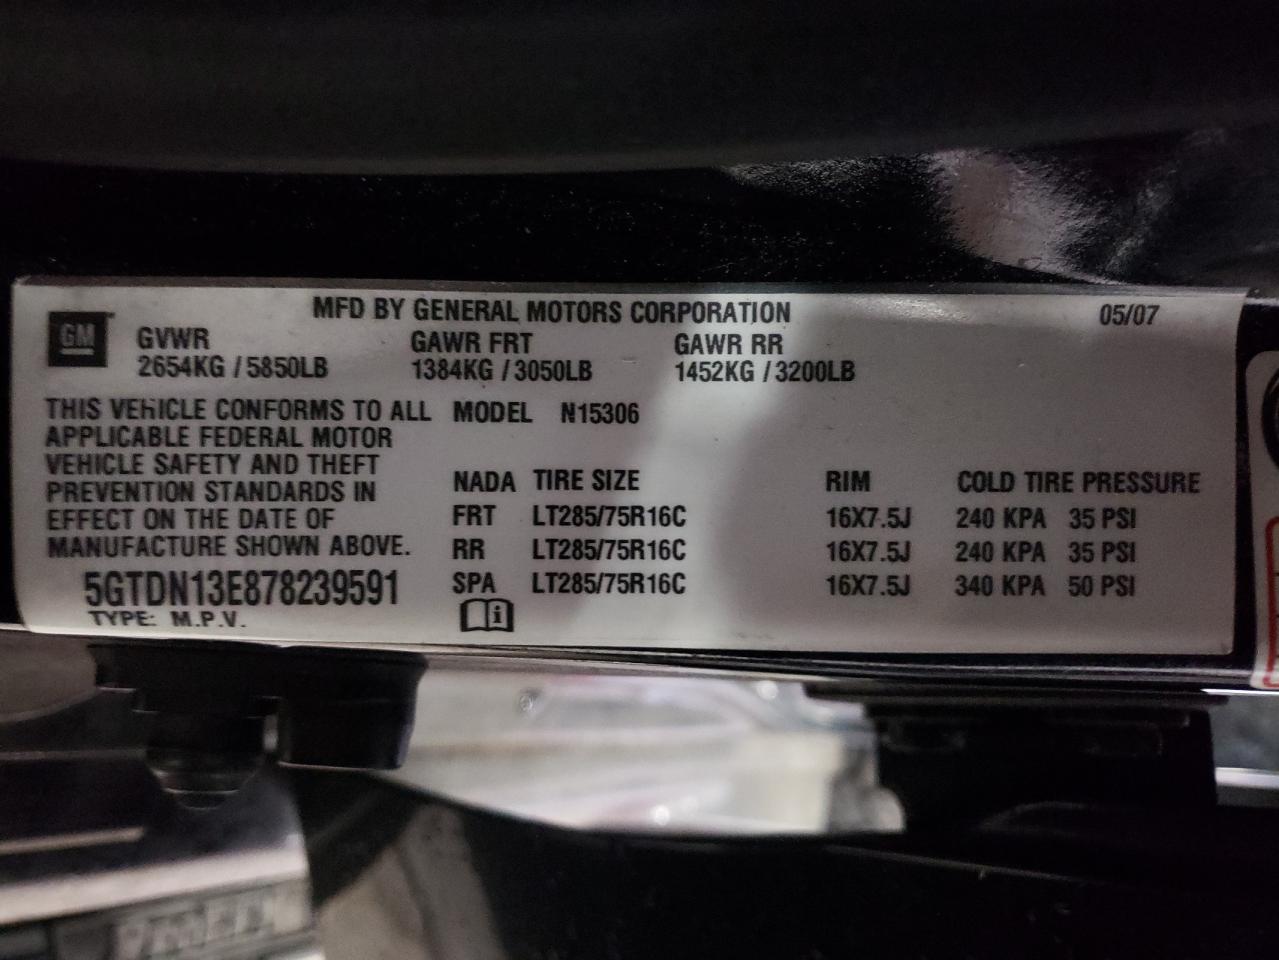 MFD BY GENERAL MOTORS CORPORATION 05/07
GM
GVWR GAWR FRT GAWR RR
2654KG / 5850LB 1384KG / 3050LB 1452KG / 3200LB
THIS VEHICLE CONFORMS TO ALL
APPLICABLE FEDERAL MOTOR
VEHICLE SAFETY AND THEFT
PREVENTION STANDARDS IN
EFFECT ON THE DATE OF
MANUFACTURE SHOWN ABOVE.
5GTDN13E878239591
TYPE: M.P.V.
MODEL N15306
NADA TIRE SIZE RIM COLD TIRE PRESSURE
FRT LT285/75R16C 16X7.5J 240 KPA 35 PSI
RR LT285/75R16C 16X7.5J 240 KPA 35 PSI
SPA LT285/75R16C 16X7.5J 340 KPA 50 PSI